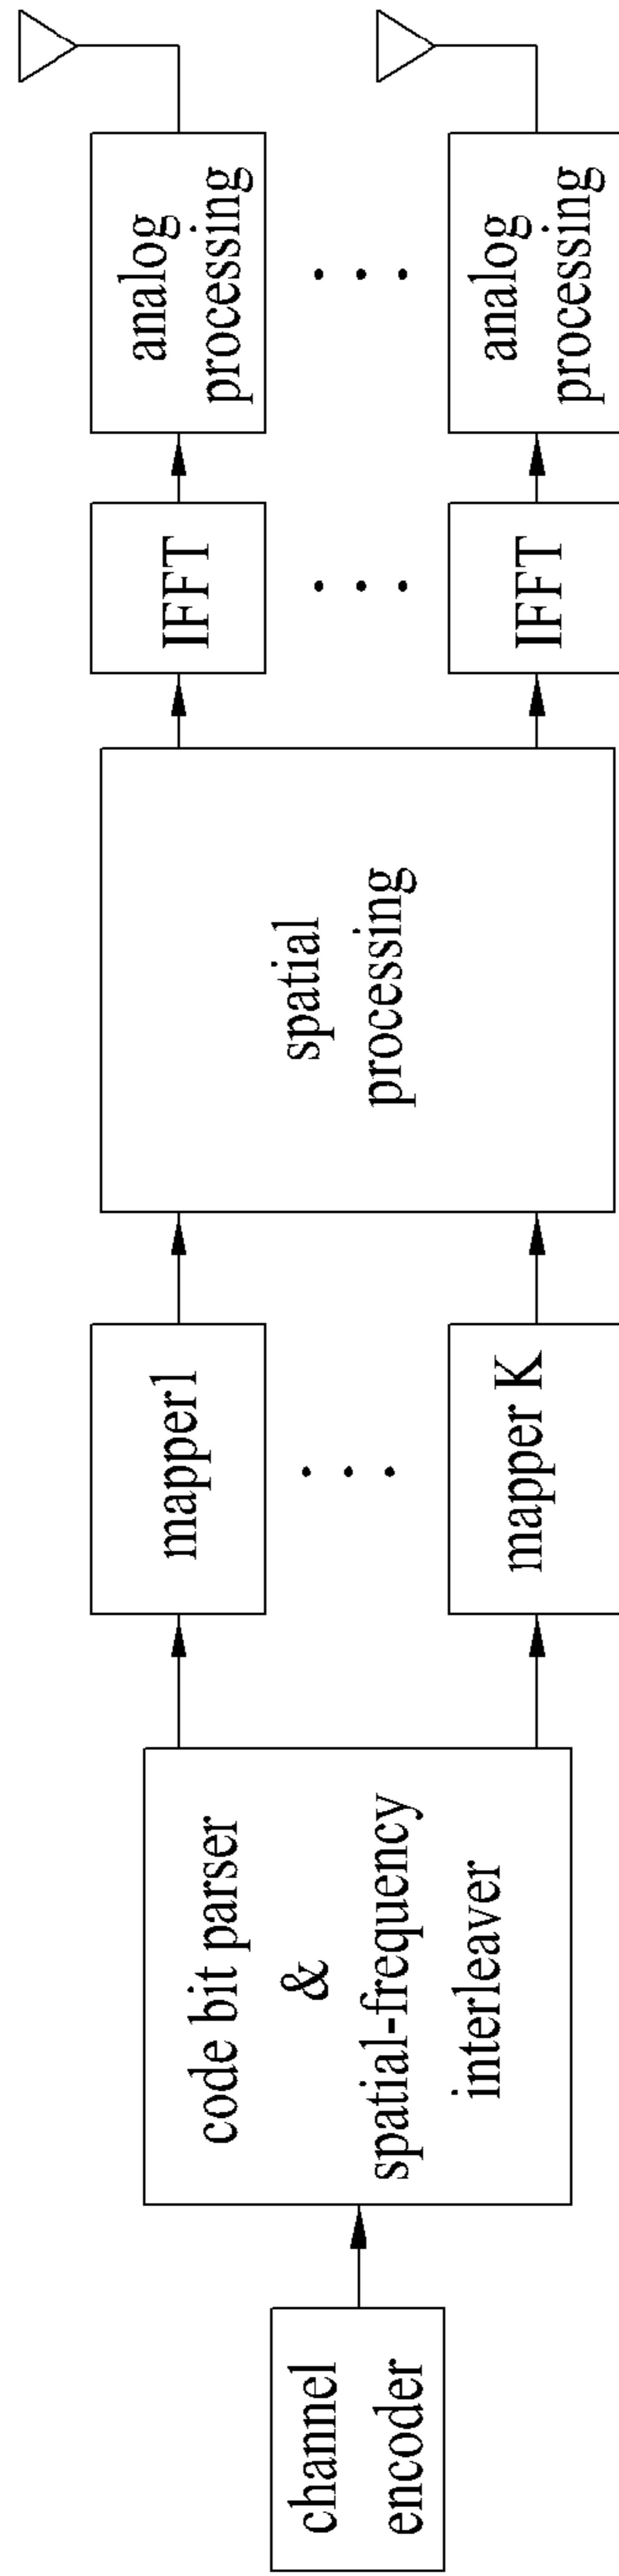 channel
encoder
code bit parser
&
spatial-frequency
interleaver
mapper1
mapper K
spatial
processing
IFFT
IFFT
analog
processing
analog
processing